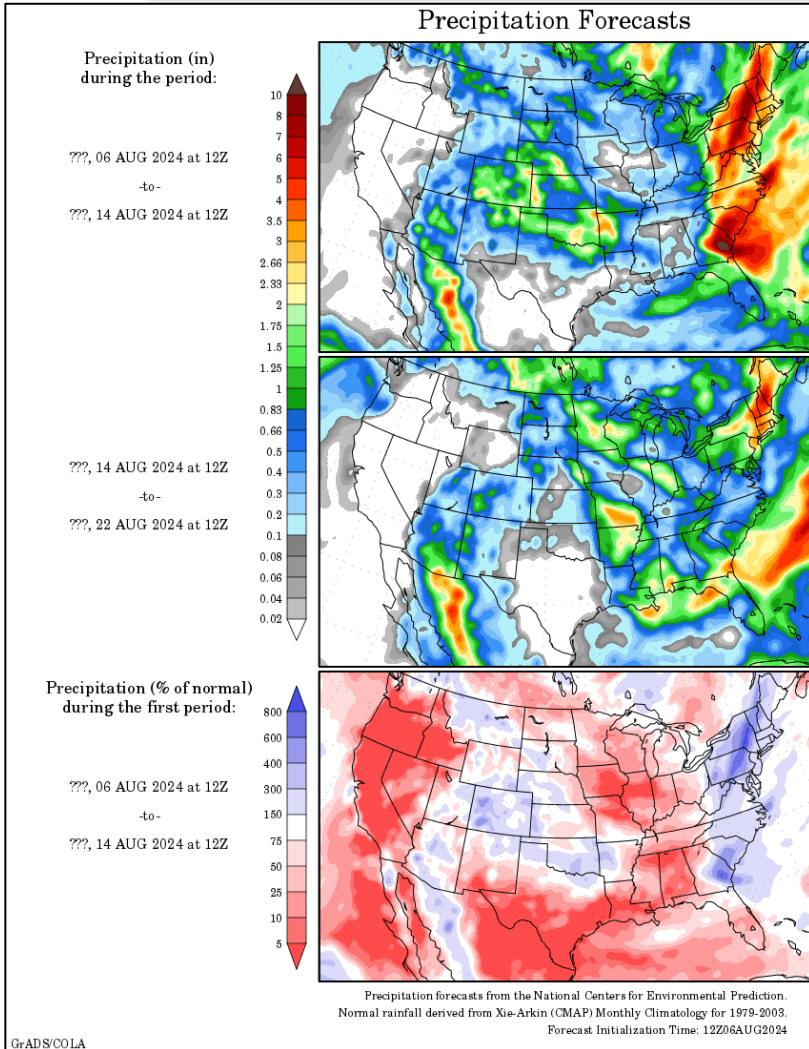 Precipitation Forecasts
Precipitation (in)
during the period:
???, 06 AUG 2024 at 12Z
-to-
???, 14 AUG 2024 at 12Z
10
8
7
6
5
4
3.5
3
2.66
2.33
2
1.75
1.5
1.25
1
0.83
0.66
0.5
0.4
0.3
0.2
0.1
0.08
0.06
0.04
0.02
???, 14 AUG 2024 at 12Z
-to-
???, 22 AUG 2024 at 12Z
Precipitation (% of normal)
during the first period:
???, 06 AUG 2024 at 12Z
-to-
???, 14 AUG 2024 at 12Z
800
600
400
300
150
75
50
25
10
5
Precipitation forecasts from the National Centers for Environmental Prediction.
Normal rainfall derived from Xie-Arkin (CMAP) Monthly Climatology for 1979-2003.
Forecast Initialization Time: 12Z06AUG2024
GrADS/COLA